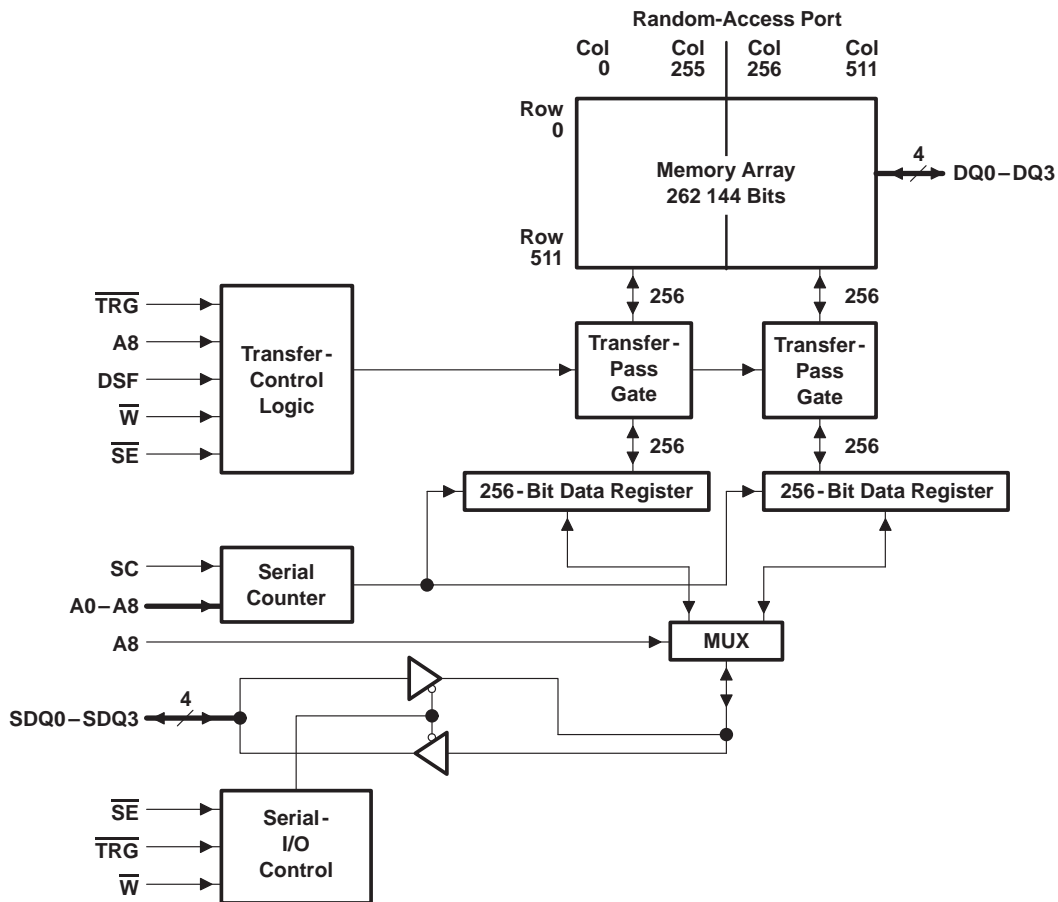 Random-Access Port
Col
0
Col
255
Col
256
Col
511
Row
0
Memory Array
262 144 Bits
4
DQ0–DQ3
Row
511
256
256
TRG
A8
DSF
W
SE
Transfer-
Control
Logic
Transfer-
Pass
Gate
Transfer-
Pass
Gate
256
256
256-Bit Data Register
256-Bit Data Register
SC
A0–A8
Serial
Counter
A8
MUX
4
SDQ0–SDQ3
SE
TRG
W
Serial-
I/O
Control